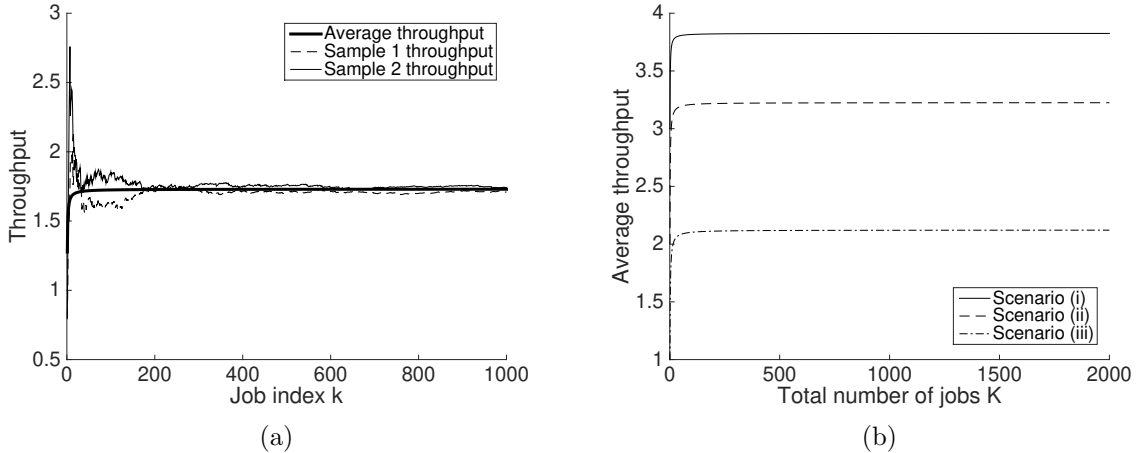 3
2.5
2
1.5
1
0.5
Throughput
Average throughput
Sample 1 throughput
Sample 2 throughput
0 200 400 600 800 1000
Job index k
(a)
4
3.5
3
2.5
2
1.5
1
Average throughput
Scenario (i)
Scenario (ii)
Scenario (iii)
0 500 1000 1500 2000
Total number of jobs K
(b)